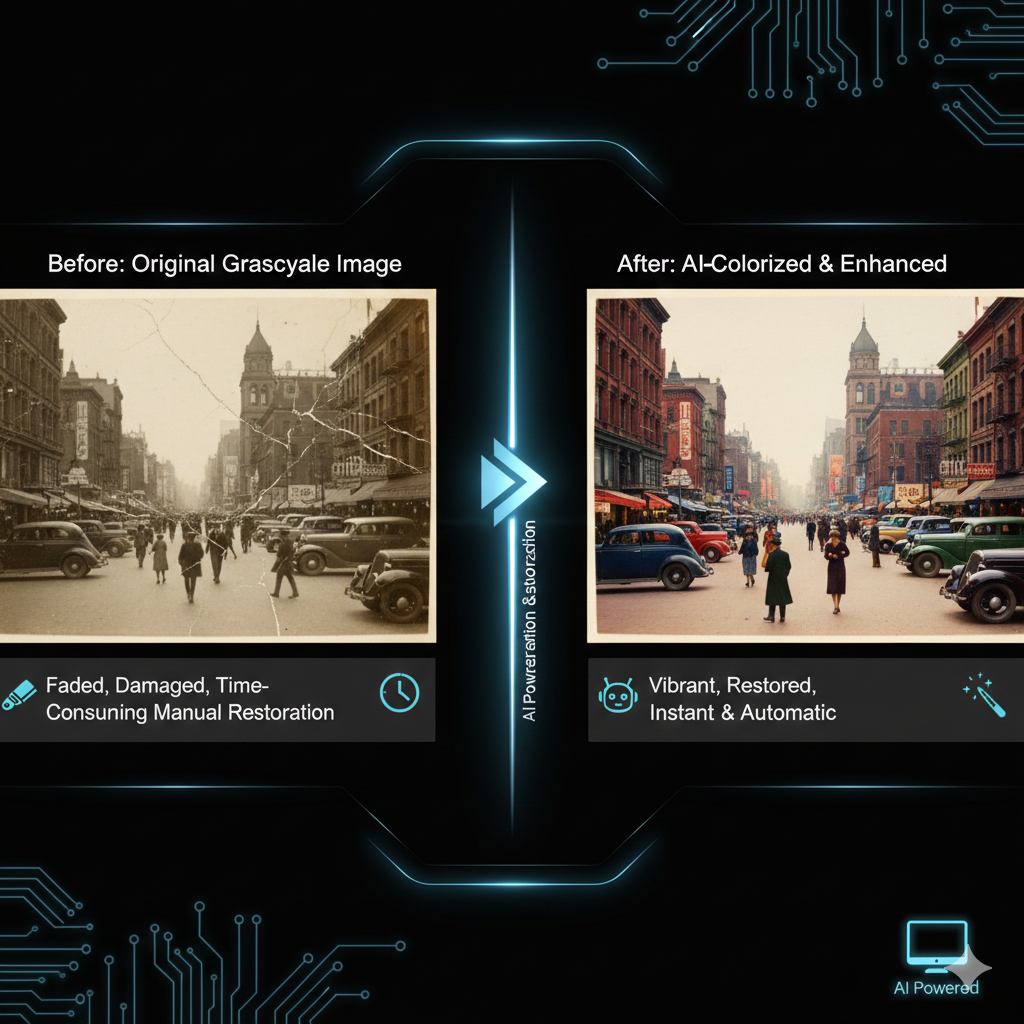 Before: Original Grascyale Image
After: AI-Colorized & Enhanced
AI Powreration &
Faded, Damaged, Time-
Consuning Manual Restoration
Vibrant, Restored,
Instant & Automatic
AI Powered